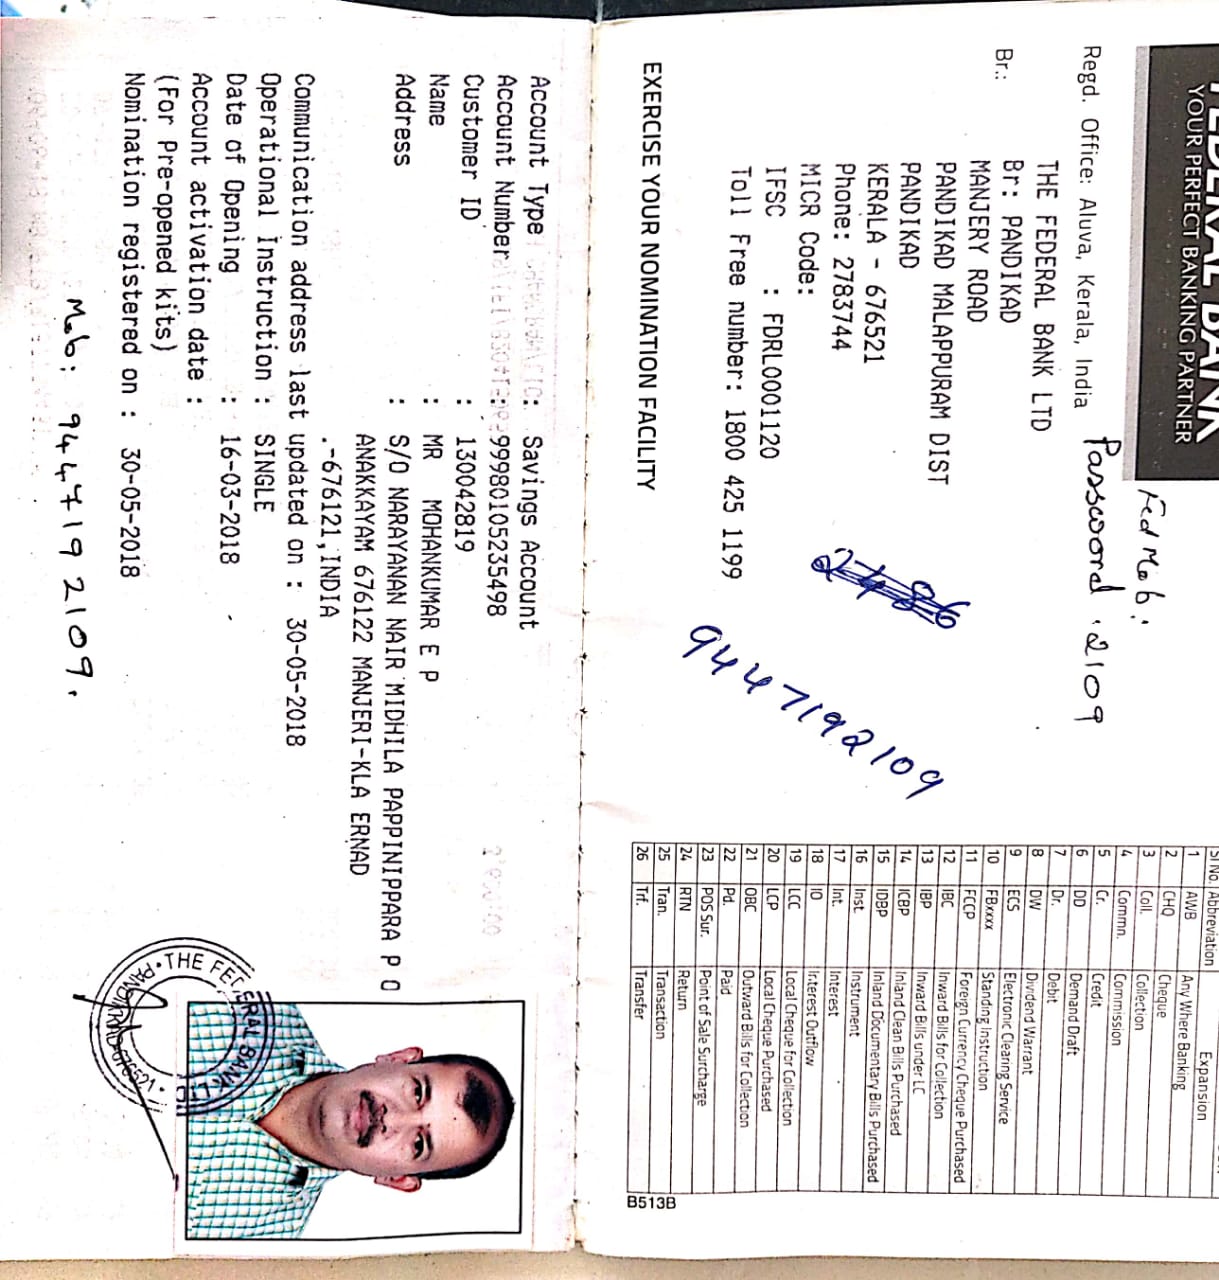 FEDERAL BANK
YOUR PERFECT BANKING PARTNER
Fed Mob:
Regd. Office: Aluva, Kerala, India
Password . 2109
Br.:
THE FEDERAL BANK LTD
Br: PANDIKAD
MANJERY ROAD
PANDIKAD MALAPPURAM DIST
PANDIKAD
KERALA - 676521
Phone: 2783744
MICR Code:
IFSC : FDRL0001120
Toll Free number: 1800 425 1199
2486
9447192109
EXERCISE YOUR NOMINATION FACILITY
Sl No. Abbreviation Expansion
1 AWB Any Where Banking
2 CHQ Cheque
3 Coll. Collection
4 Commn. Commission
5 Cr. Credit
6 DD Demand Draft
7 Dr. Debit
8 DW Dividend Warrant
9 ECS Electronic Clearing Service
10 FBxxxx Standing Instruction
11 FCCP Foreign Currency Cheque Purchased
12 IBC Inward Bills for Collection
13 IBP Inward Bills under LC
14 ICBP Inland Clean Bills Purchased
15 IDBP Inland Documentary Bills Purchased
16 Inst. Instrument
17 Int. Interest
18 IO Interest Outflow
19 LCC Local Cheque for Collection
20 LCP Local Cheque Purchased
21 OBC Outward Bills for Collection
22 Pd. Paid
23 POS Sur. Point of Sale Surcharge
24 RTN Return
25 Tran. Transaction
26 Trf. Transfer
B513B
Account Type : Savings Account
Account Number : 99980105235498
Customer ID : 130042819
Name : MR MOHANKUMAR E P
Address : S/O NARAYANAN NAIR MIDHILA PAPPINIPPARA P O
ANAKKAYAM 676122 MANJERI-KLA ERNAD
.-676121,INDIA
Communication address last updated on : 30-05-2018
Operational Instruction : SINGLE
Date of Opening : 16-03-2018
Account activation date :
(For Pre-opened kits)
Nomination registered on : 30-05-2018
Mob: 9447192109.
THE FEDERAL BANK LTD
PANDIKAD 676521